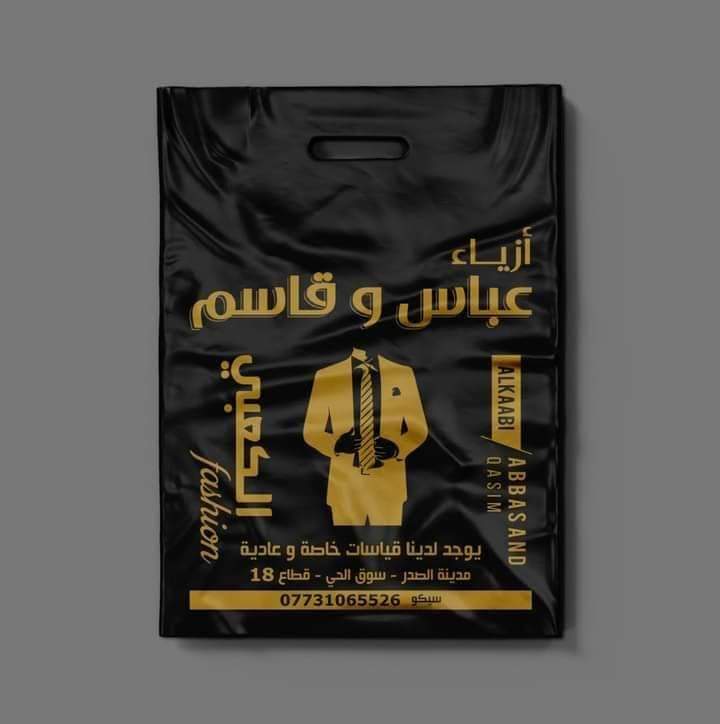 أزياء
عباس و قاسم
الكعبي
fashion
ALKAABI
ABBAS AND
QASIM
يوجد لدينا قياسات خاصة و عادية
مدينة الصدر - سوق الحي - قطاع 18
سيكو 07731065526